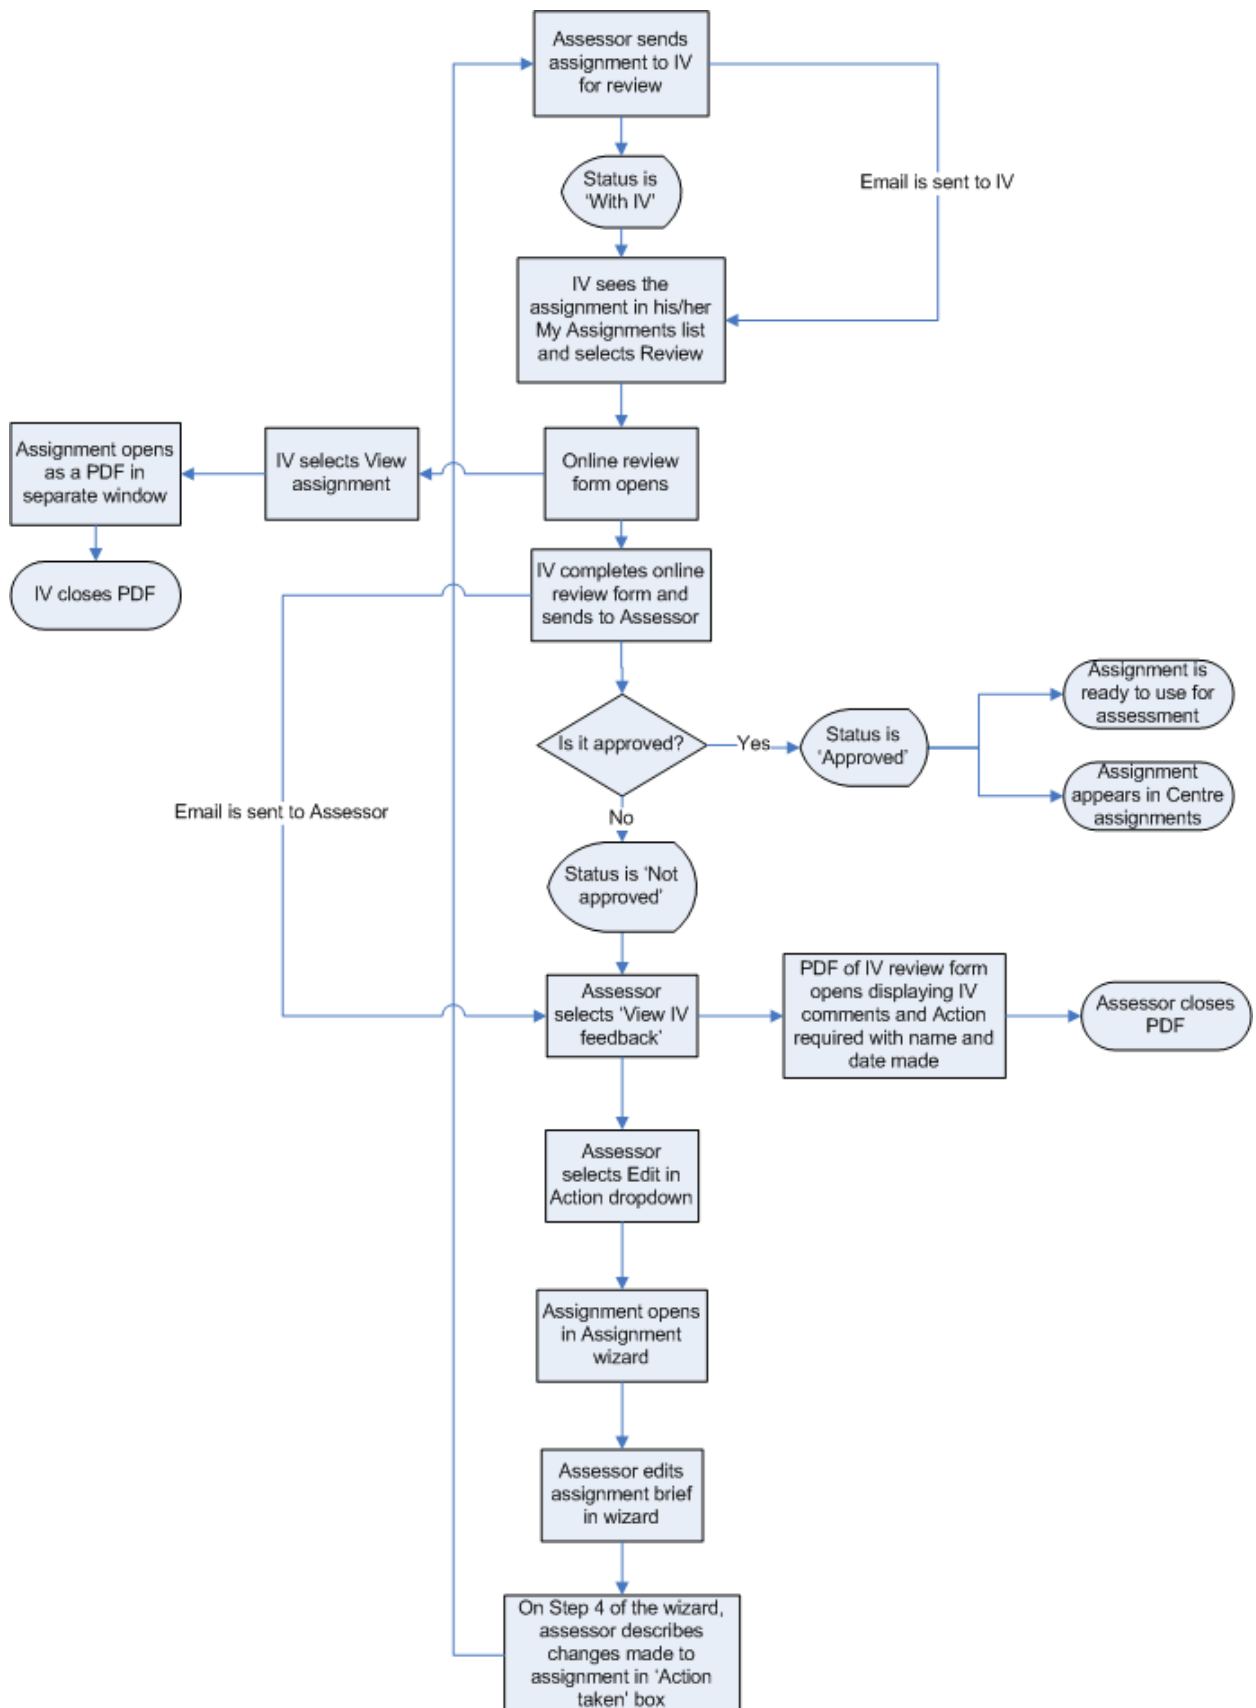 Assessor sends
assignment to IV
for review
Email is sent to IV
Status is
‘With IV’
IV sees the
assignment in his/her
My Assignments list
and selects Review
Assignment opens
as a PDF in
separate window
IV selects View
assignment
Online review
form opens
IV closes PDF
IV completes online
review form and
sends to Assessor
Is it approved?
Yes
Status is
‘Approved’
Assignment is
ready to use for
assessment
Assignment
appears in Centre
assignments
Email is sent to Assessor
No
Status is ‘Not
approved’
Assessor
selects ‘View IV
feedback’
PDF of IV review form
opens displaying IV
comments and Action
required with name and
date made
Assessor closes
PDF
Assessor
selects Edit in
Action dropdown
Assignment opens
in Assignment
wizard
Assessor edits
assignment brief
in wizard
On Step 4 of the wizard,
assessor describes
changes made to
assignment in ‘Action
taken’ box